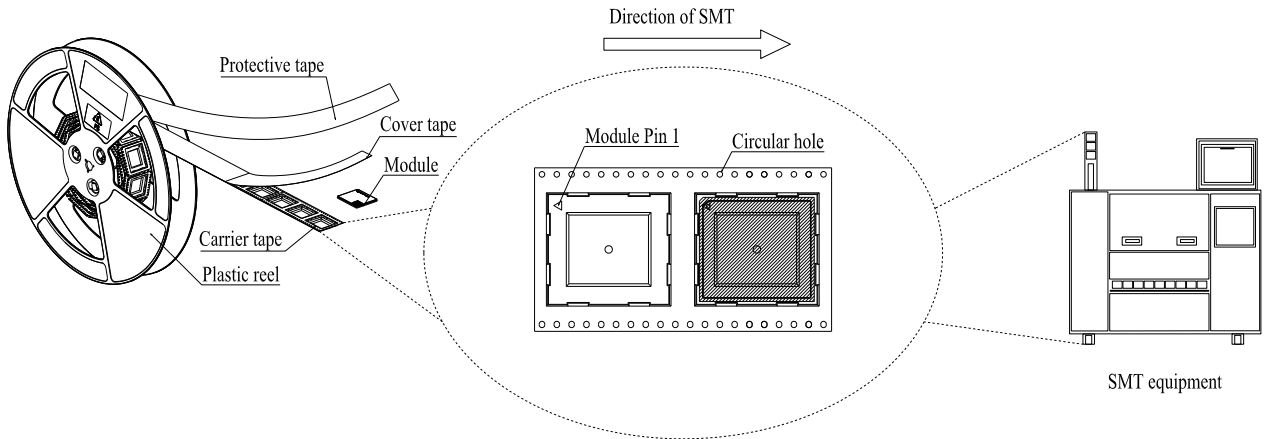 Direction of SMT
Protective tape
Cover tape
Module
Module Pin 1
Circular hole
Carrier tape
Plastic reel
SMT equipment